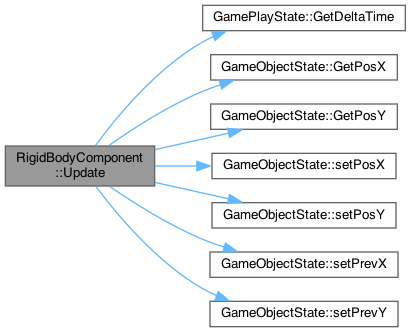 RigidBodyComponent
::Update
GamePlayState::GetDeltaTime
GameObjectState::GetPosX
GameObjectState::GetPosY
GameObjectState::setPosX
GameObjectState::setPosY
GameObjectState::setPrevX
GameObjectState::setPrevY